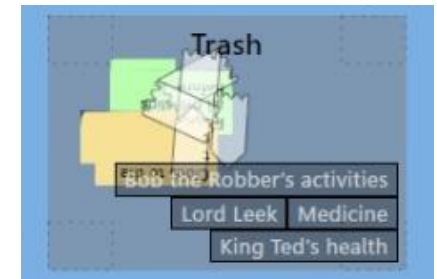 Trash
Bob the Robber's activities
Lord Leek Medicine
King Ted's health